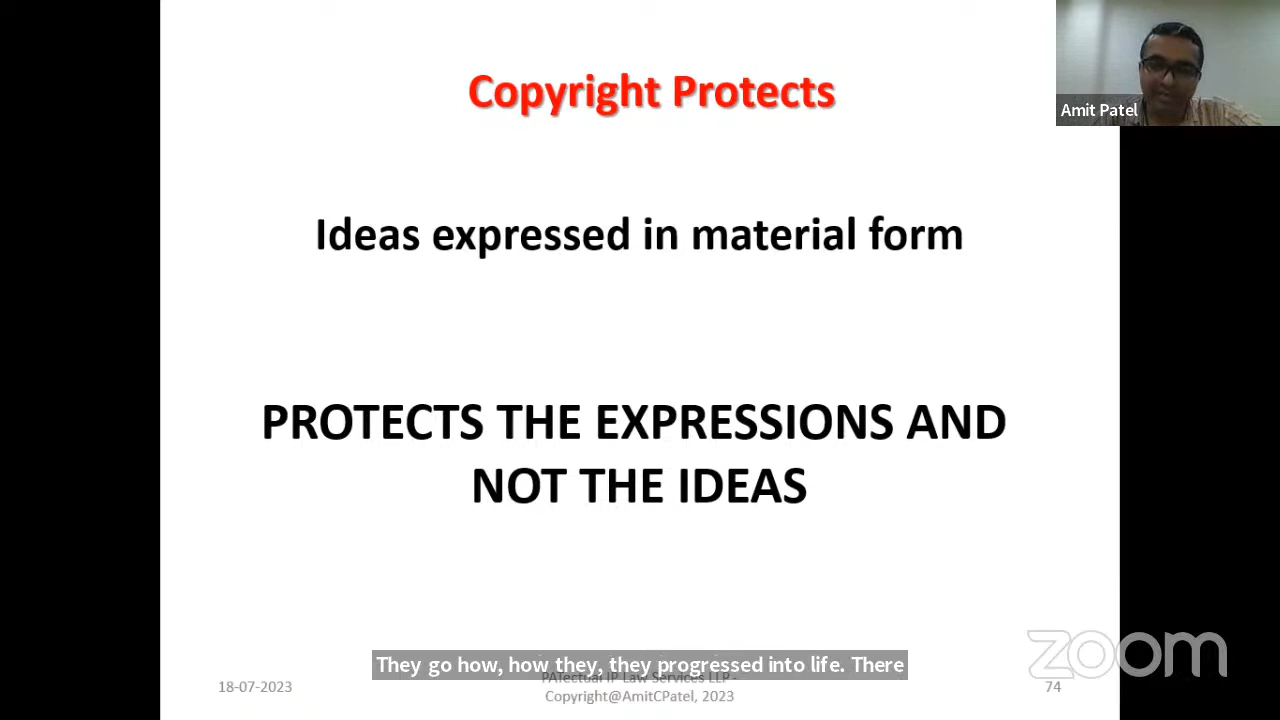 Copyright Protects
Amit Patel
Ideas expressed in material form
PROTECTS THE EXPRESSIONS AND
NOT THE IDEAS
They go how, how they, they progressed into life. There
18-07-2023
PATectual IP Law Services LLP -
Copyright@AmitCPatel, 2023
74
zoom